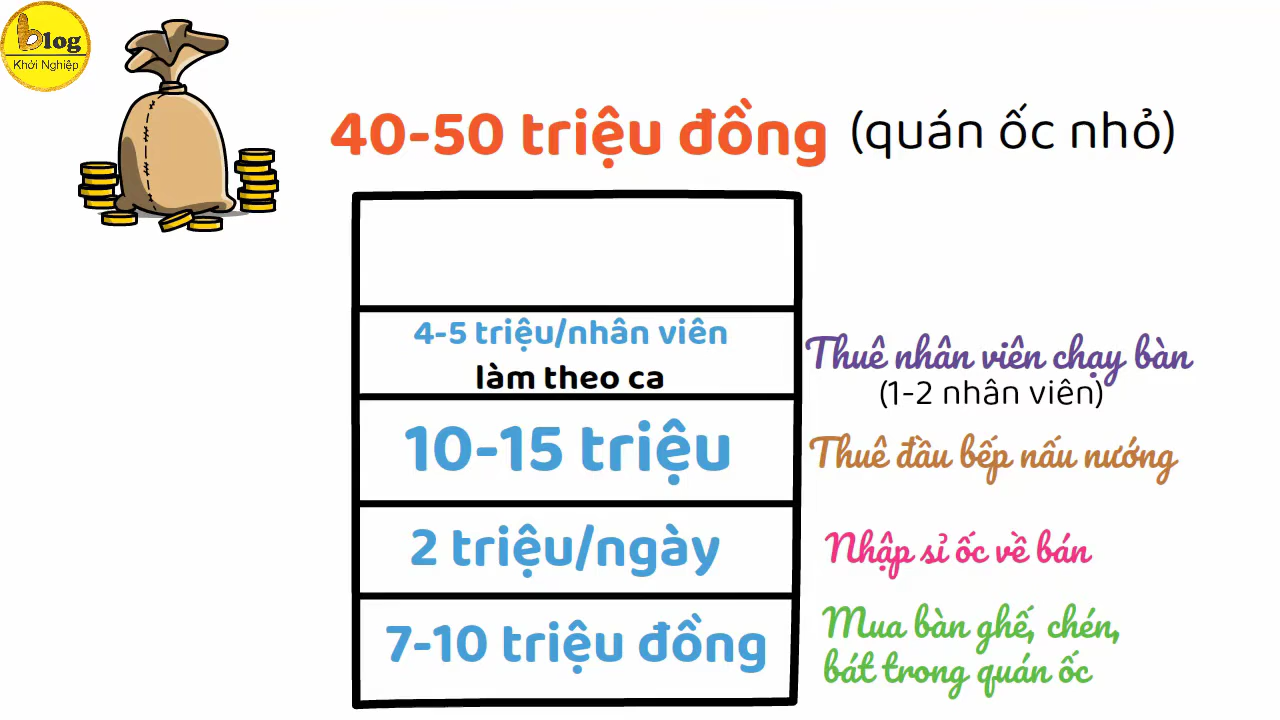 blog
Khởi Nghiệp
40-50 triệu đồng (quán ốc nhỏ)
4-5 triệu/nhân viên
làm theo ca
Thuê nhân viên chạy bàn
(1-2 nhân viên)
10-15 triệu
Thuê đầu bếp nấu nướng
2 triệu/ngày
Nhập sỉ ốc về bán
7-10 triệu đồng
Mua bàn ghế, chén,
bát trong quán ốc